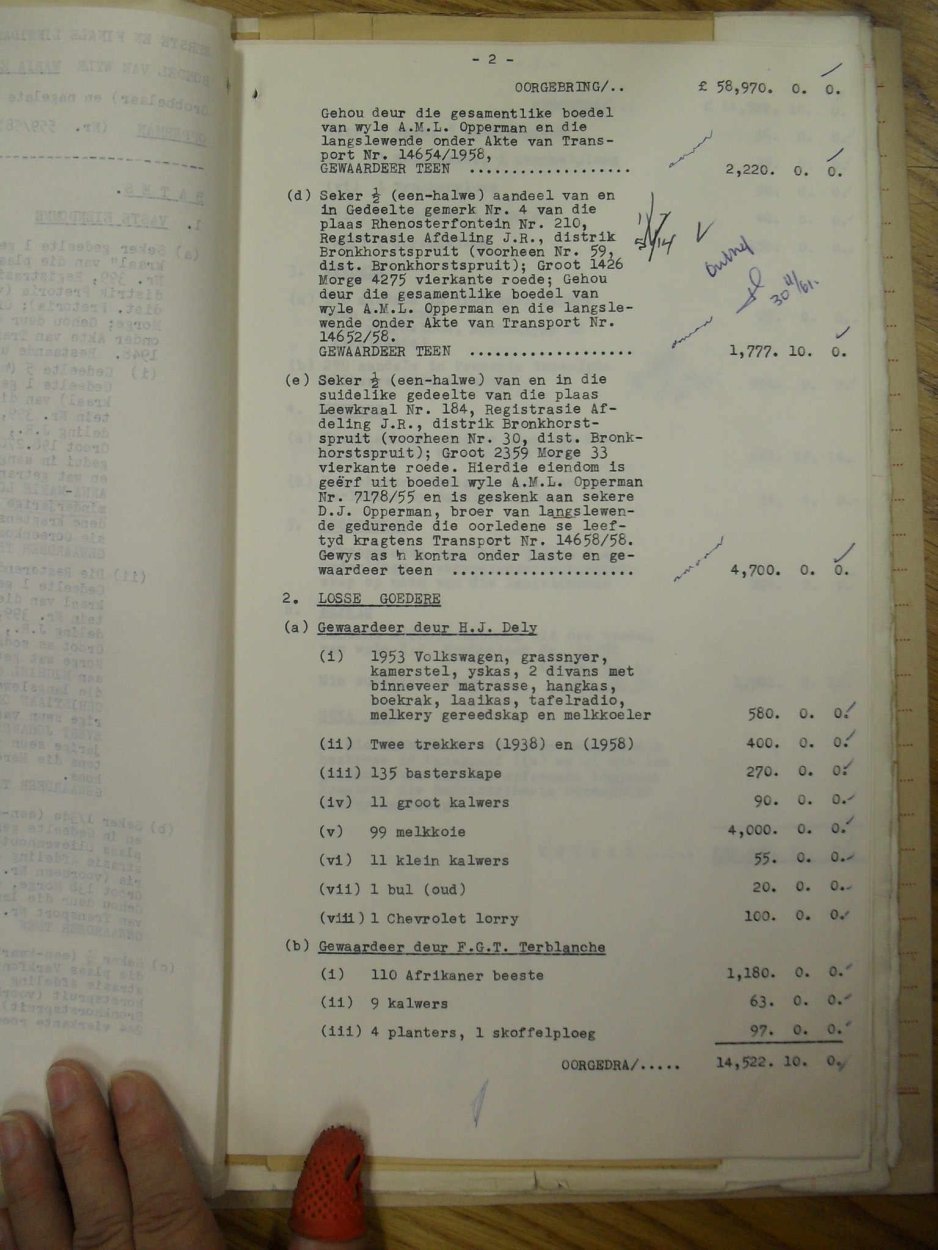 - 2 -
OORGEBRING/.. £ 58,970. 0. 0.
Gehou deur die gesamentlike boedel
van wyle A.M.L. Opperman en die
langslewende onder Akte van Trans-
port Nr. 14654/1958,
GEWAARDEER TEEN ................... 2,220. 0. 0.
(d) Seker ½ (een-halwe) aandeel van en
in Gedeelte gemerk Nr. 4 van die
plaas Rhenosterfontein Nr. 210,
Registrasie Afdeling J.R., distrik
Bronkhorstspruit (voorheen Nr. 59,
dist. Bronkhorstspruit); Groot 1426
Morge 4275 vierkante roede; Gehou
deur die gesamentlike boedel van
wyle A.M.L. Opperman en die langsle-
wende onder Akte van Transport Nr.
14652/58.
GEWAARDEER TEEN ................... 1,777. 10. 0.
30/11/61.
(e) Seker ½ (een-halwe) van en in die
suidelike gedeelte van die plaas
Leewkraal Nr. 184, Registrasie Af-
deling J.R., distrik Bronkhorst-
spruit (voorheen Nr. 30, dist. Bronk-
horstspruit); Groot 2359 Morge 33
vierkante roede. Hierdie eiendom is
geërf uit boedel wyle A.M.L. Opperman
Nr. 7178/55 en is geskenk aan sekere
D.J. Opperman, broer van langslewen-
de gedurende die oorledene se leef-
tyd kragtens Transport Nr. 14658/58.
Gewys as 'n kontra onder laste en ge-
waardeer teen ..................... 4,700. 0. 0.
2. LOSSE GOEDERE
(a) Gewaardeer deur H.J. Dely
(i) 1953 Volkswagen, grassnyer,
kamerstel, yskas, 2 divans met
binneveer matrasse, hangkas,
boekrak, laaikas, tafelradio,
melkery gereedskap en melkkoeler 580. 0. 0.
(ii) Twee trekkers (1938) en (1958) 400. 0. 0.
(iii) 135 basterskape 270. 0. 0.
(iv) 11 groot kalwers 90. 0. 0.
(v) 99 melkkoie 4,000. 0. 0.
(vi) 11 klein kalwers 55. 0. 0.
(vii) 1 bul (oud) 20. 0. 0.
(viii) 1 Chevrolet lorry 100. 0. 0.
(b) Gewaardeer deur F.G.T. Terblanche
(i) 110 Afrikaner beeste 1,180. 0. 0.
(ii) 9 kalwers 63. 0. 0.
(iii) 4 planters, 1 skoffelploeg 97. 0. 0.
OORGEDRA/..... 14,522. 10. 0.